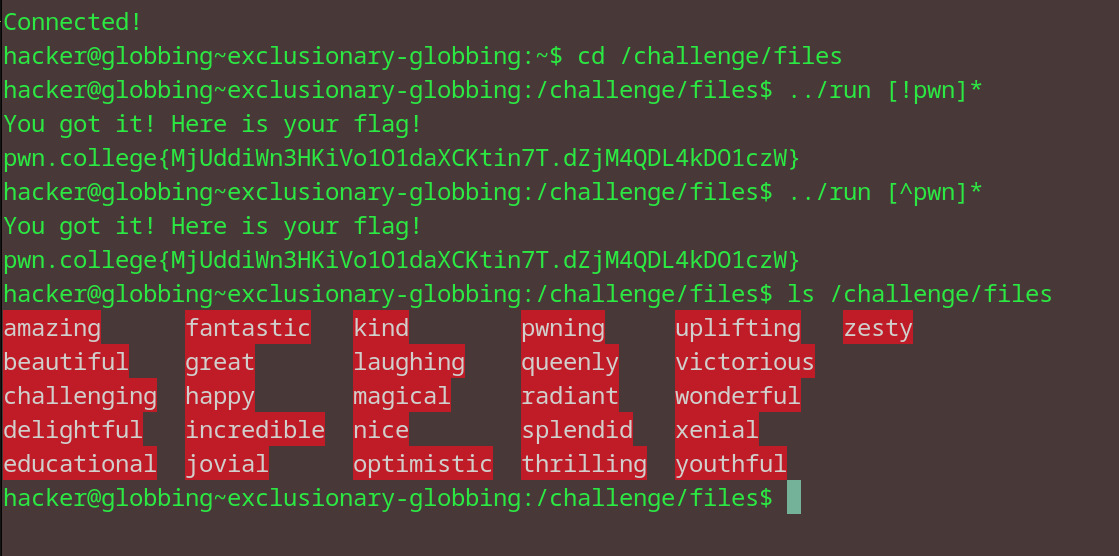 Connected!
hacker@globbing~exclusionary-globbing:~$ cd /challenge/files
hacker@globbing~exclusionary-globbing:/challenge/files$ ../run [!pwn]*
You got it! Here is your flag!
pwn.college{MjUddiWn3HKiVo1O1daXCKtin7T.dZjM4QDL4kDO1czW}
hacker@globbing~exclusionary-globbing:/challenge/files$ ../run [^pwn]*
You got it! Here is your flag!
pwn.college{MjUddiWn3HKiVo1O1daXCKtin7T.dZjM4QDL4kDO1czW}
hacker@globbing~exclusionary-globbing:/challenge/files$ ls /challenge/files
amazing fantastic kind pwning uplifting zesty
beautiful great laughing queenly victorious
challenging happy magical radiant wonderful
delightful incredible nice splendid xenial
educational jovial optimistic thrilling youthful
hacker@globbing~exclusionary-globbing:/challenge/files$